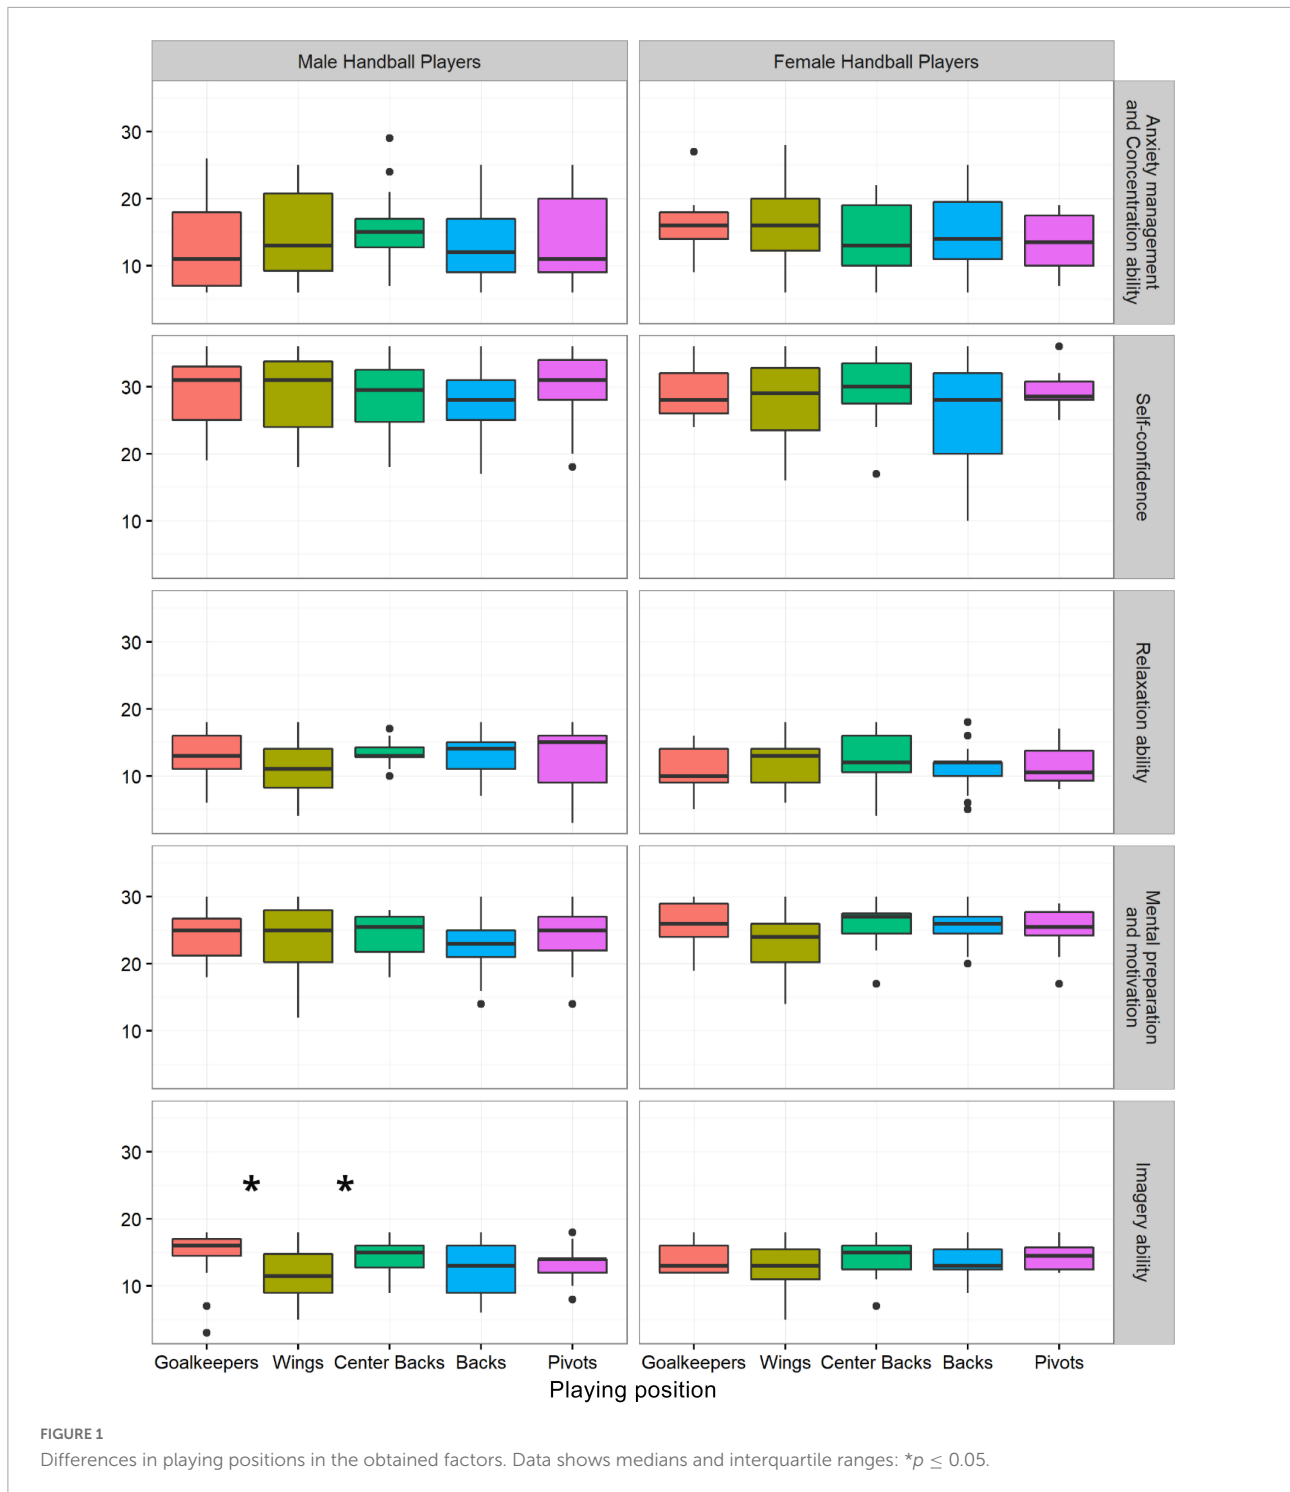 Male Handball Players
Female Handball Players
30
20
10
Anxiety management
and Concentration ability
30
20
10
Self-confidence
30
20
10
Relaxation ability
30
20
10
Mental preparation
and motivation
30
20
10
* *
Imagery ability
Goalkeepers Wings Center Backs Backs Pivots
Goalkeepers Wings Center Backs Backs Pivots
Playing position
FIGURE 1
Differences in playing positions in the obtained factors. Data shows medians and interquartile ranges: *p ≤ 0.05.